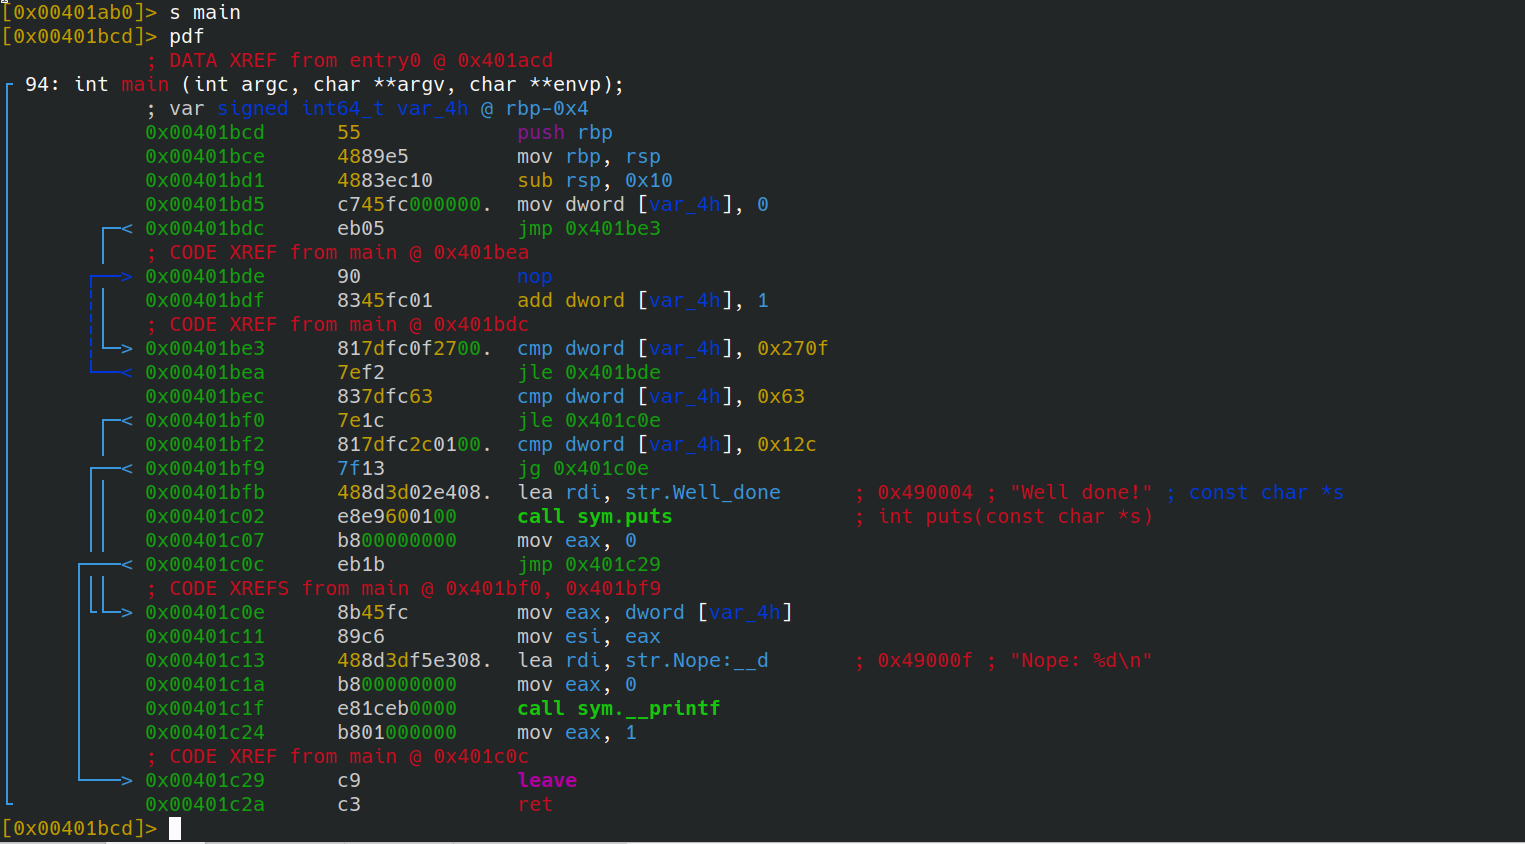 [0x00401ab0]> s main
[0x00401bcd]> pdf
; DATA XREF from entry0 @ 0x401acd
94: int main (int argc, char **argv, char **envp);
; var signed int64_t var_4h @ rbp-0x4
0x00401bcd 55 push rbp
0x00401bce 4889e5 mov rbp, rsp
0x00401bd1 4883ec10 sub rsp, 0x10
0x00401bd5 c745fc000000. mov dword [var_4h], 0
< 0x00401bdc eb05 jmp 0x401be3
; CODE XREF from main @ 0x401bea
> 0x00401bde 90 nop
0x00401bdf 8345fc01 add dword [var_4h], 1
; CODE XREF from main @ 0x401bdc
> 0x00401be3 817dfc0f2700. cmp dword [var_4h], 0x270f
< 0x00401bea 7ef2 jle 0x401bde
0x00401bec 837dfc63 cmp dword [var_4h], 0x63
< 0x00401bf0 7e1c jle 0x401c0e
0x00401bf2 817dfc2c0100. cmp dword [var_4h], 0x12c
< 0x00401bf9 7f13 jg 0x401c0e
0x00401bfb 488d3d02e408. lea rdi, str.Well_done ; 0x490004 ; "Well done!" ; const char *s
0x00401c02 e8e9600100 call sym.puts ; int puts(const char *s)
0x00401c07 b800000000 mov eax, 0
< 0x00401c0c eb1b jmp 0x401c29
; CODE XREFS from main @ 0x401bf0, 0x401bf9
> 0x00401c0e 8b45fc mov eax, dword [var_4h]
0x00401c11 89c6 mov esi, eax
0x00401c13 488d3df5e308. lea rdi, str.Nope:__d ; 0x49000f ; "Nope: %d\n"
0x00401c1a b800000000 mov eax, 0
0x00401c1f e81ceb0000 call sym.__printf
0x00401c24 b801000000 mov eax, 1
; CODE XREF from main @ 0x401c0c
> 0x00401c29 c9 leave
0x00401c2a c3 ret
[0x00401bcd]>